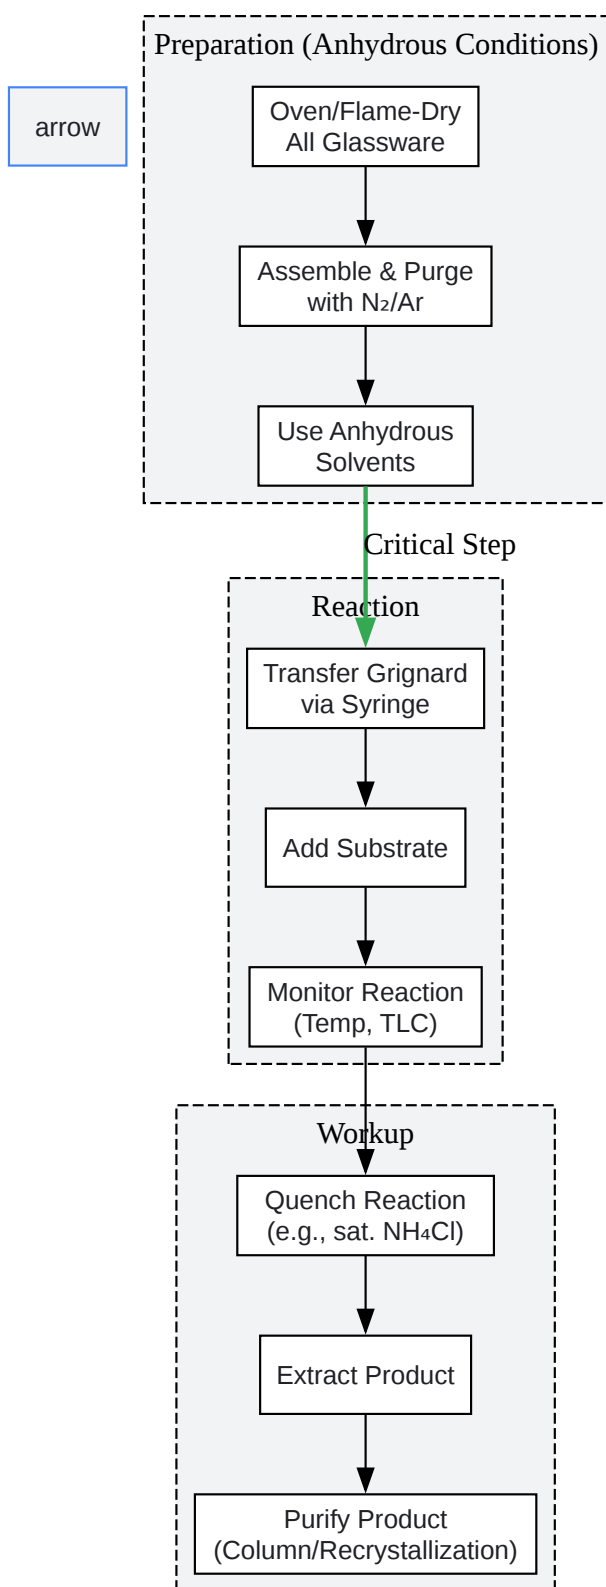 Preparation (Anhydrous Conditions)
arrow
Oven/Flame-Dry
All Glassware
Assemble & Purge
with N₂/Ar
Use Anhydrous
Solvents
Critical Step
Reaction
Transfer Grignard
via Syringe
Add Substrate
Monitor Reaction
(Temp, TLC)
Workup
Quench Reaction
(e.g., sat. NH₄Cl)
Extract Product
Purify Product
(Column/Recrystallization)